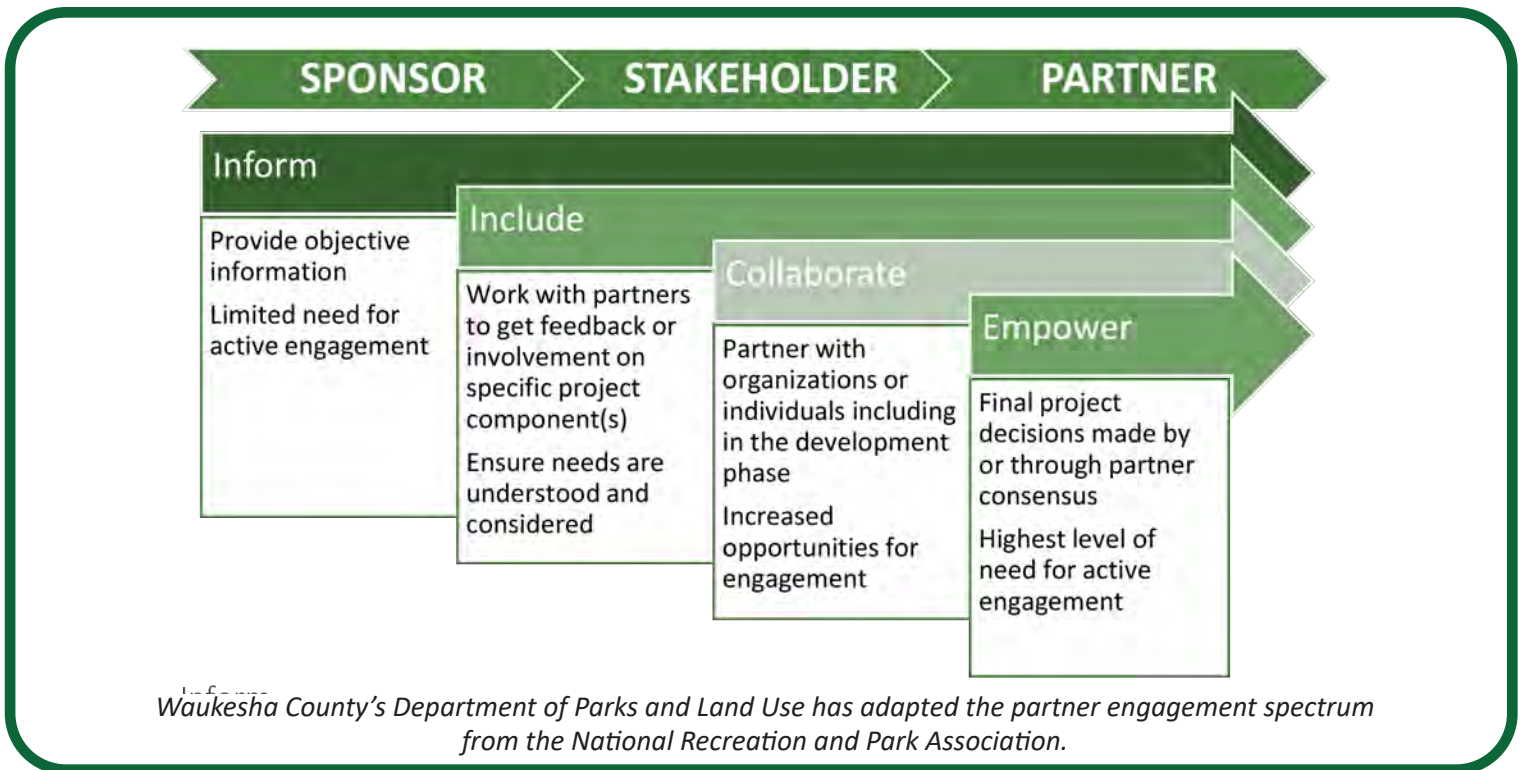 SPONSOR STAKEHOLDER PARTNER
Inform
Provide objective
information
Limited need for
active engagement
Include
Work with partners
to get feedback or
involvement on
specific project
component(s)
Ensure needs are
understood and
considered
Collaborate
Partner with
organizations or
individuals including
in the development
phase
Increased
opportunities for
engagement
Empower
Final project
decisions made by
or through partner
consensus
Highest level of
need for active
engagement
Waukesha County’s Department of Parks and Land Use has adapted the partner engagement spectrum
from the National Recreation and Park Association.